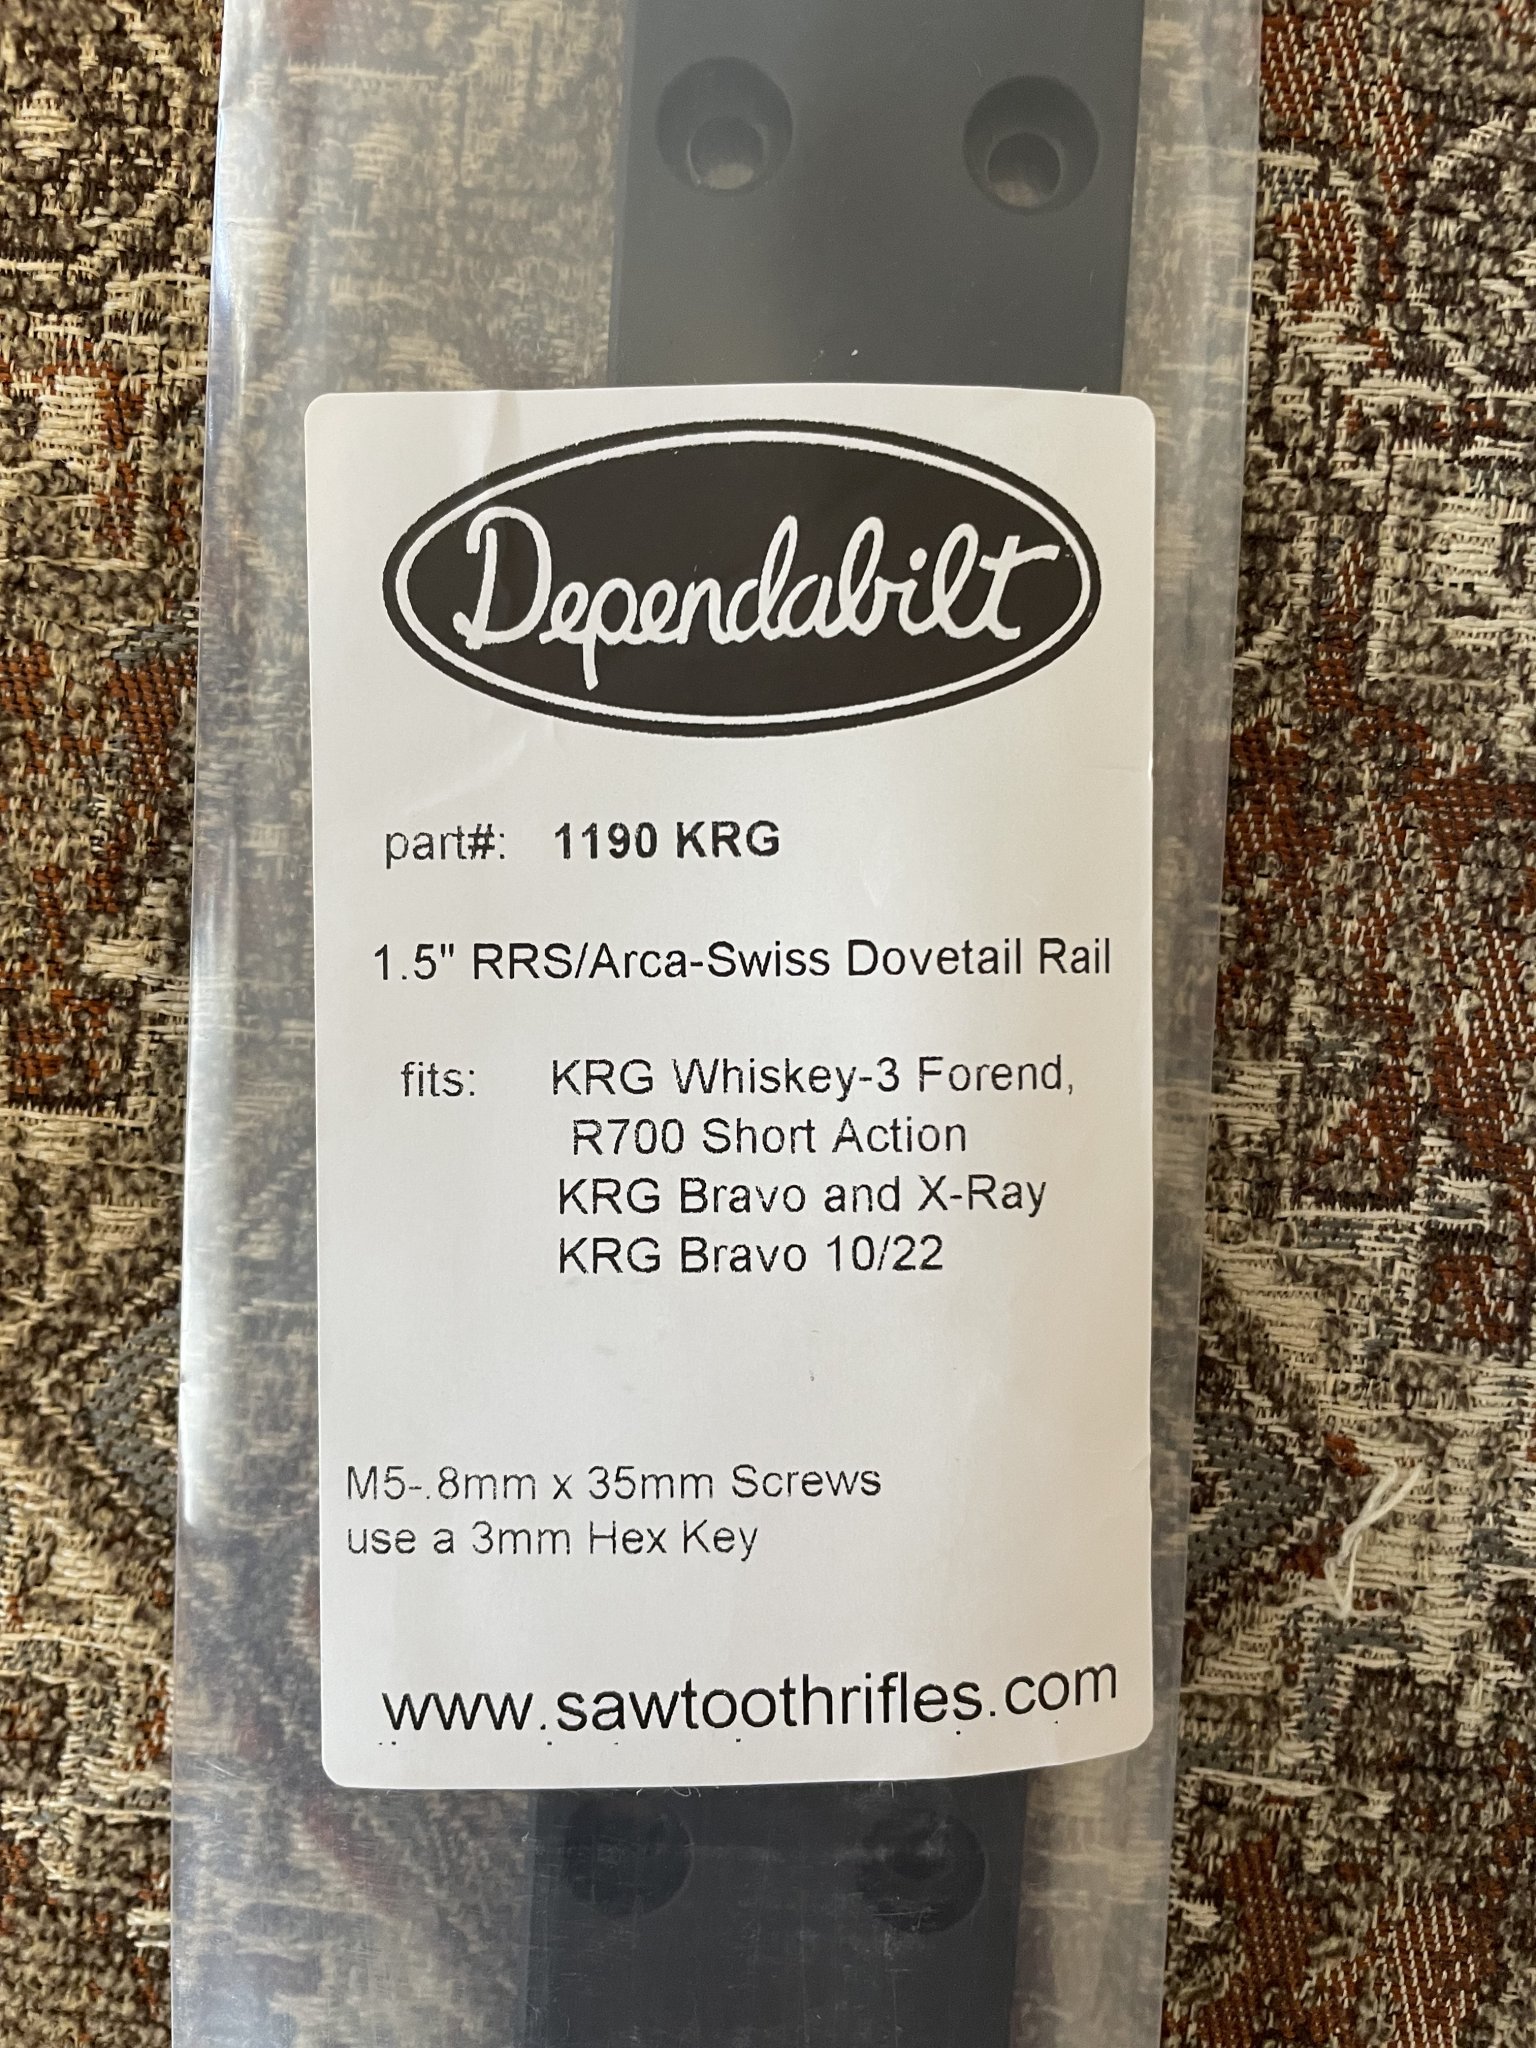 Dependabilt
part#: 1190 KRG
1.5" RRS/Arca-Swiss Dovetail Rail
fits: KRG Whiskey-3 Forend,
R700 Short Action
KRG Bravo and X-Ray
KRG Bravo 10/22
M5-.8mm x 35mm Screws
use a 3mm Hex Key
www.sawtoothrifles.com